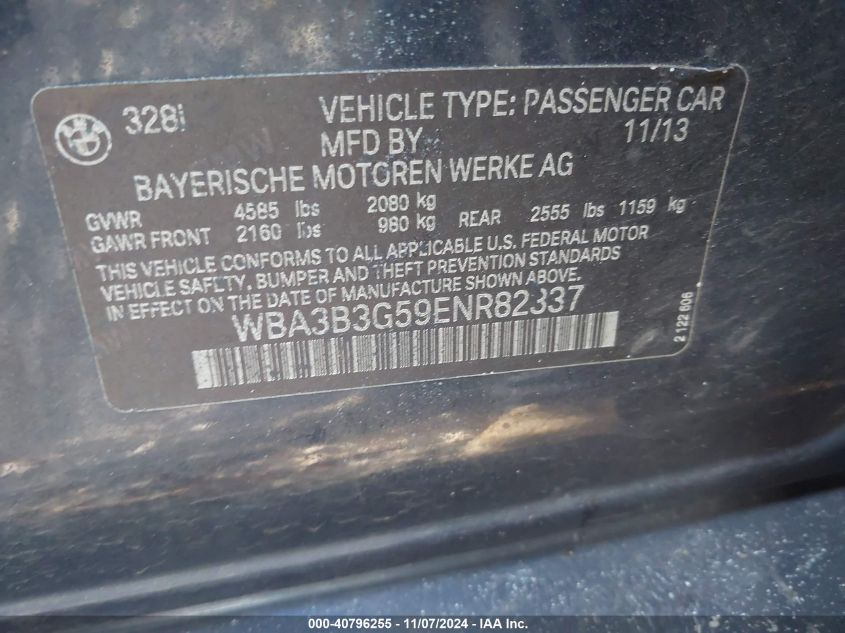 328i VEHICLE TYPE: PASSENGER CAR
MFD BY 11/13
BAYERISCHE MOTOREN WERKE AG
GVWR 4585 lbs 2080 kg
GAWR FRONT 2160 lbs 980 kg REAR 2555 lbs 1159 kg
THIS VEHICLE CONFORMS TO ALL APPLICABLE U.S. FEDERAL MOTOR
VEHICLE SAFETY, BUMPER AND THEFT PREVENTION STANDARDS
IN EFFECT ON THE DATE OF MANUFACTURE SHOWN ABOVE.
WBA3B3G59ENR82337
2 122 606
000-40796255 - 11/07/2024 - IAA Inc.